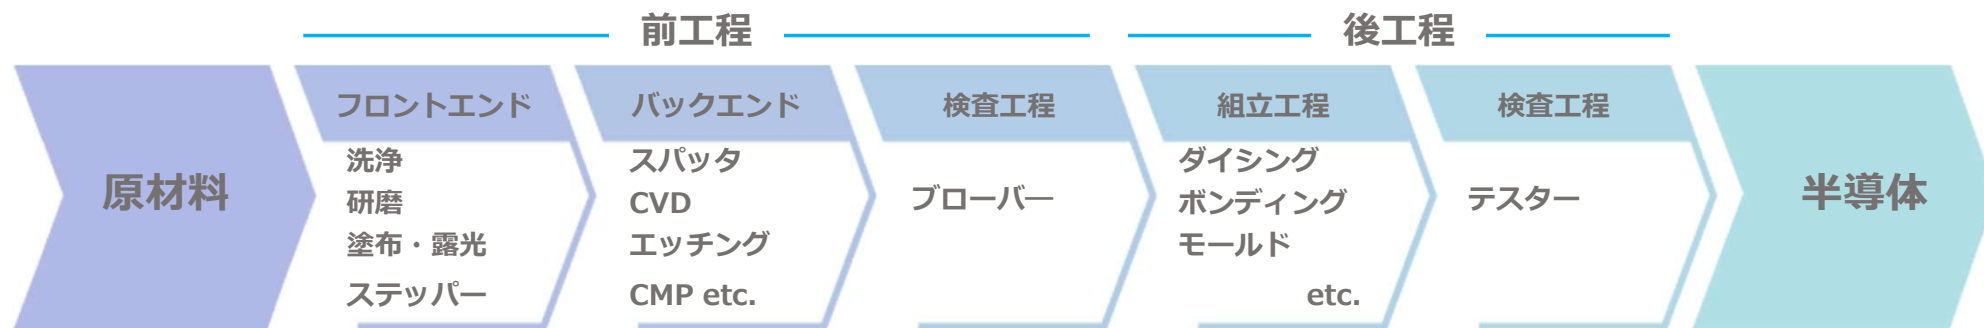 前工程
後工程
原材料
フロントエンド
洗浄
研磨
塗布・露光
ステッパー
バックエンド
スパッタ
CVD
エッチング
CMP etc.
検査工程
ブローバ―
組立工程
ダイシング
ボンディング
モールド
etc.
検査工程
テスター
半導体